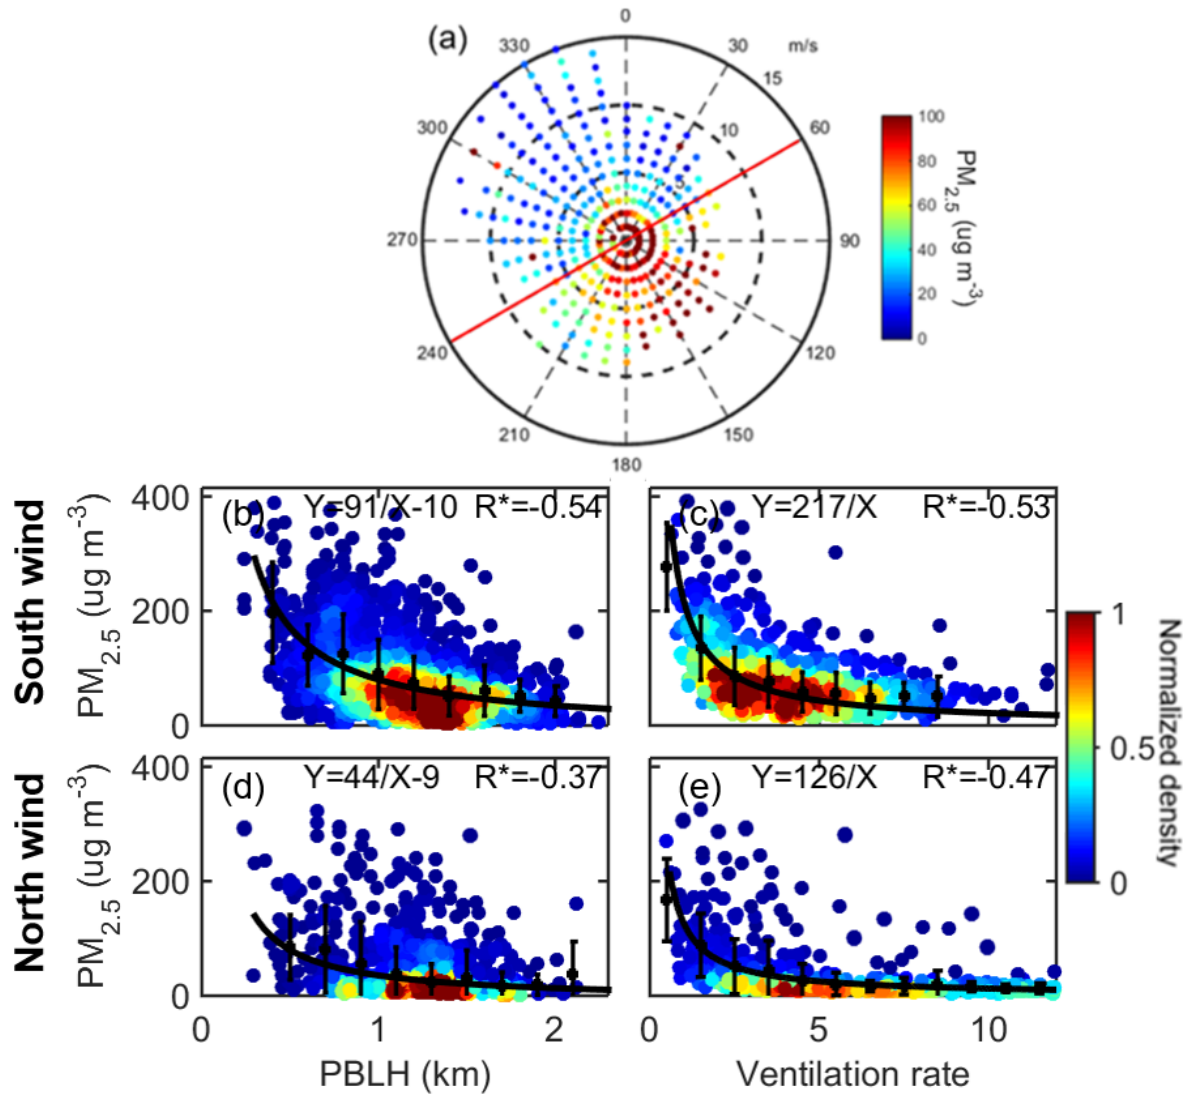 (a)
0
30
m/s
15
60
10
5
90
120
150
180
210
240
270
300
330
100
80
60
40
20
0
PM2.5 (ug m-3)
South wind
PM2.5 (ug m-3)
400
200
0
(b)
Y=91/X-10 R*=-0.54
(c)
Y=217/X R*=-0.53
North wind
PM2.5 (ug m-3)
400
200
0
(d)
Y=44/X-9 R*=-0.37
(e)
Y=126/X R*=-0.47
1
0.5
0
Normalized density
0 1 2
0 5 10
PBLH (km)
Ventilation rate